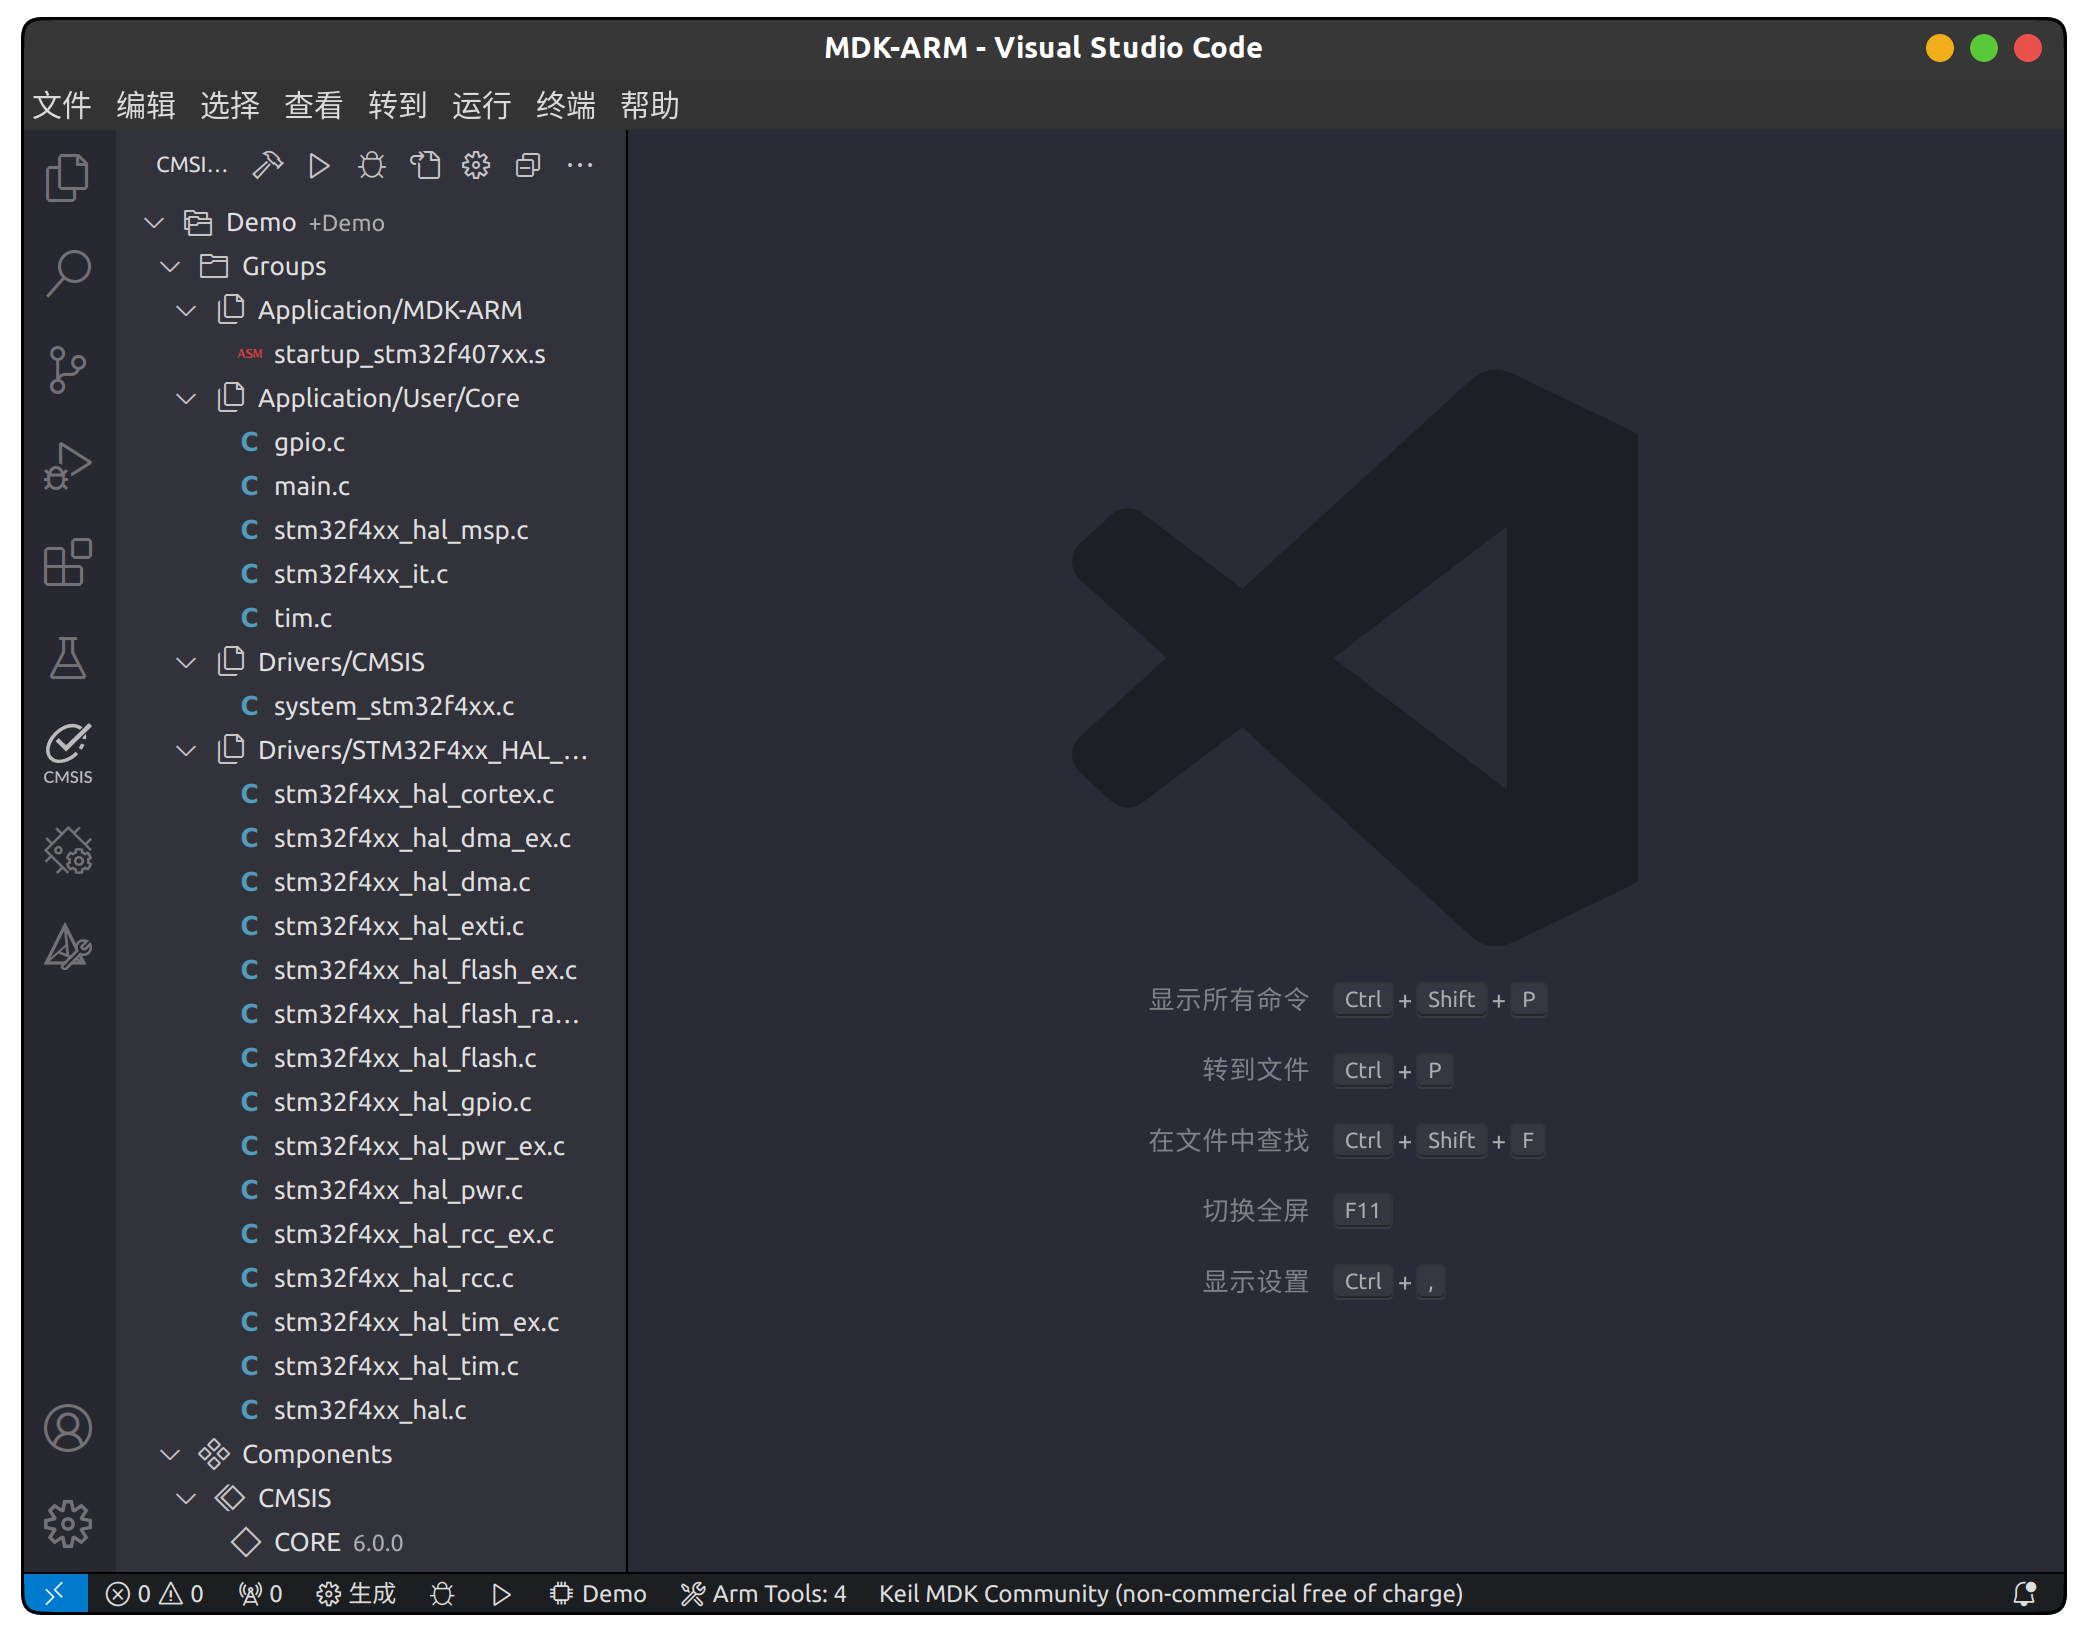 MDK-ARM - Visual Studio Code
文件 编辑 选择 查看 转到 运行 终端 帮助
CMSI...
Demo +Demo
Groups
Application/MDK-ARM
ASM startup_stm32f407xx.s
Application/User/Core
C gpio.c
C main.c
C stm32f4xx_hal_msp.c
C stm32f4xx_it.c
C tim.c
Drivers/CMSIS
C system_stm32f4xx.c
Drivers/STM32F4xx_HAL_...
C stm32f4xx_hal_cortex.c
C stm32f4xx_hal_dma_ex.c
C stm32f4xx_hal_dma.c
C stm32f4xx_hal_exti.c
C stm32f4xx_hal_flash_ex.c
C stm32f4xx_hal_flash_ra...
C stm32f4xx_hal_flash.c
C stm32f4xx_hal_gpio.c
C stm32f4xx_hal_pwr_ex.c
C stm32f4xx_hal_pwr.c
C stm32f4xx_hal_rcc_ex.c
C stm32f4xx_hal_rcc.c
C stm32f4xx_hal_tim_ex.c
C stm32f4xx_hal_tim.c
C stm32f4xx_hal.c
Components
CMSIS
CORE 6.0.0
CMSIS
显示所有命令 Ctrl + Shift + P
转到文件 Ctrl + P
在文件中查找 Ctrl + Shift + F
切换全屏 F11
显示设置 Ctrl + ,
0 0 0 生成 Demo Arm Tools: 4 Keil MDK Community (non-commercial free of charge)